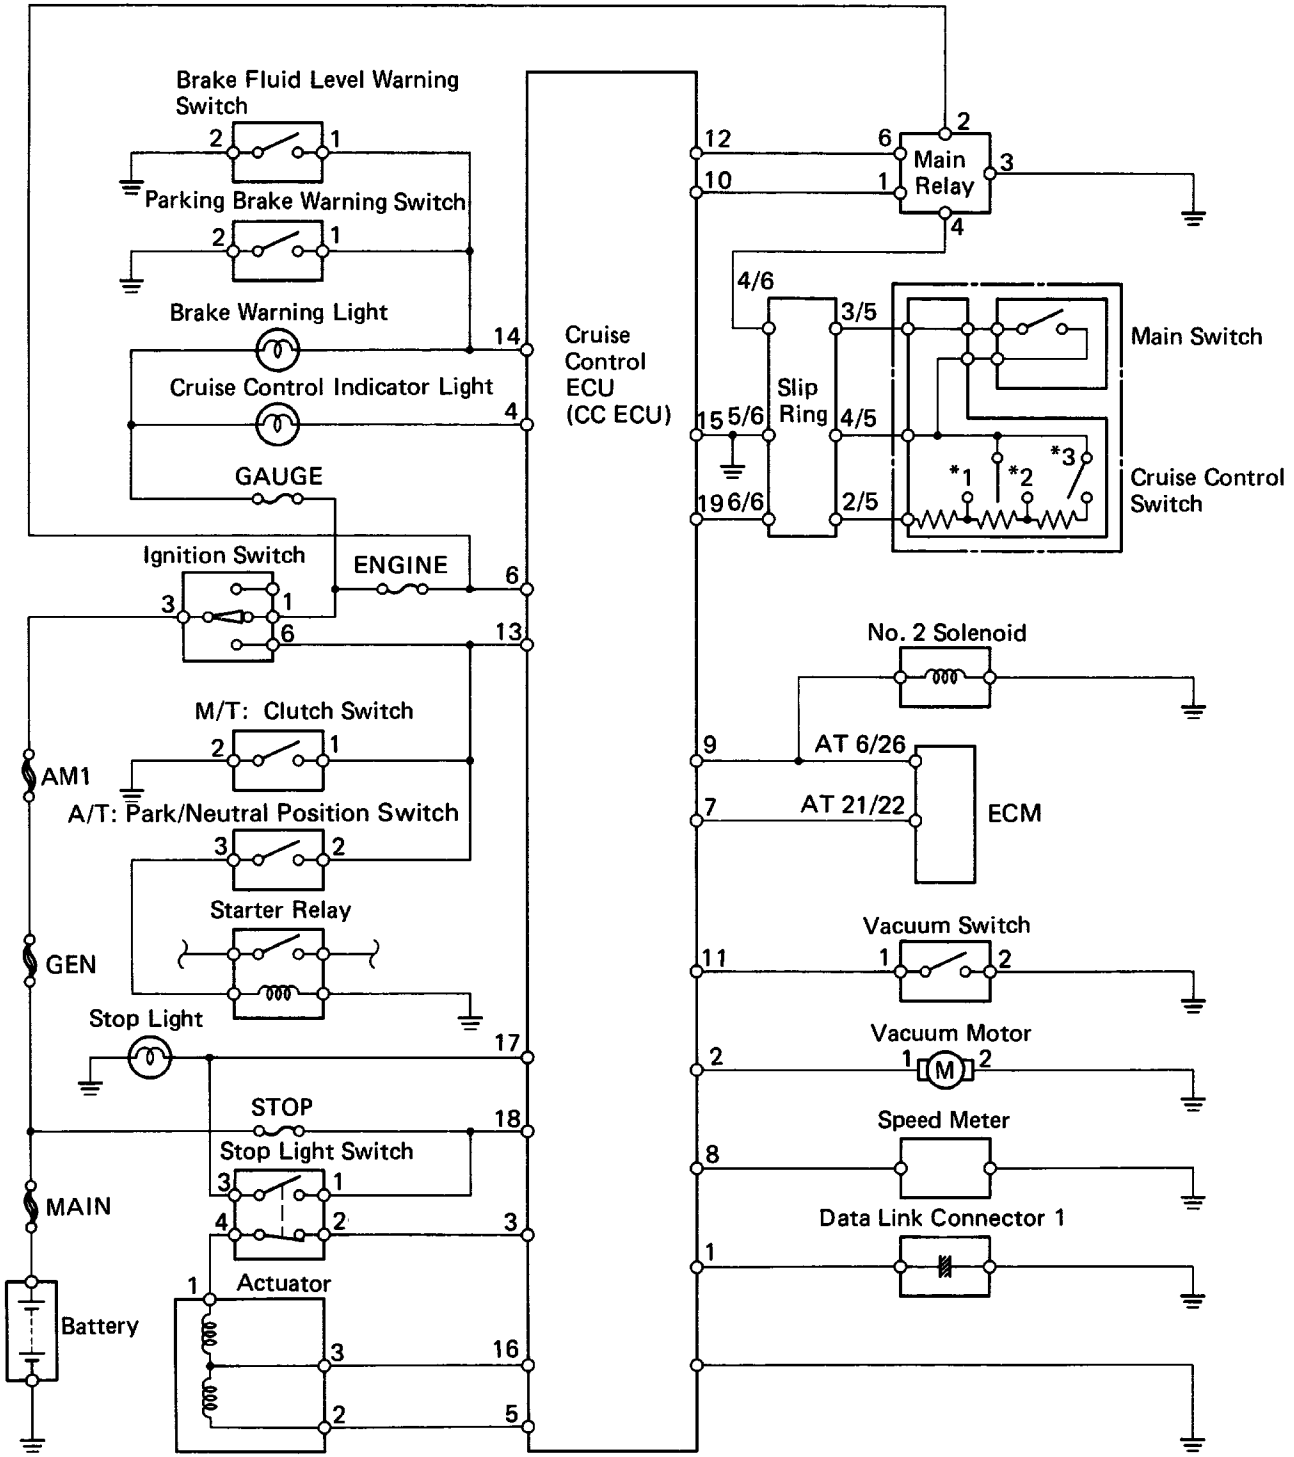 2
Brake Fluid Level Warning
Switch
2
1
12
6
Main
Relay
3
10
1
4
Parking Brake Warning Switch
2
1
4/6
3/5
Brake Warning Light
14
Cruise
Control
ECU
(CC ECU)
Main Switch
Cruise Control Indicator Light
4
Slip
Ring
15
5/6
4/5
*1
*2
*3
Cruise Control
Switch
GAUGE
19
6/6
2/5
Ignition Switch
3
1
6
ENGINE
6
13
No. 2 Solenoid
M/T: Clutch Switch
2
1
9
AT 6/26
AM1
A/T: Park/Neutral Position Switch
3
2
7
AT 21/22
ECM
Starter Relay
Vacuum Switch
GEN
11
1
2
Stop Light
17
Vacuum Motor
2
1
M
2
STOP
18
Speed Meter
Stop Light Switch
3
1
8
MAIN
4
2
3
Data Link Connector 1
1
Actuator
1
Battery
3
16
2
5